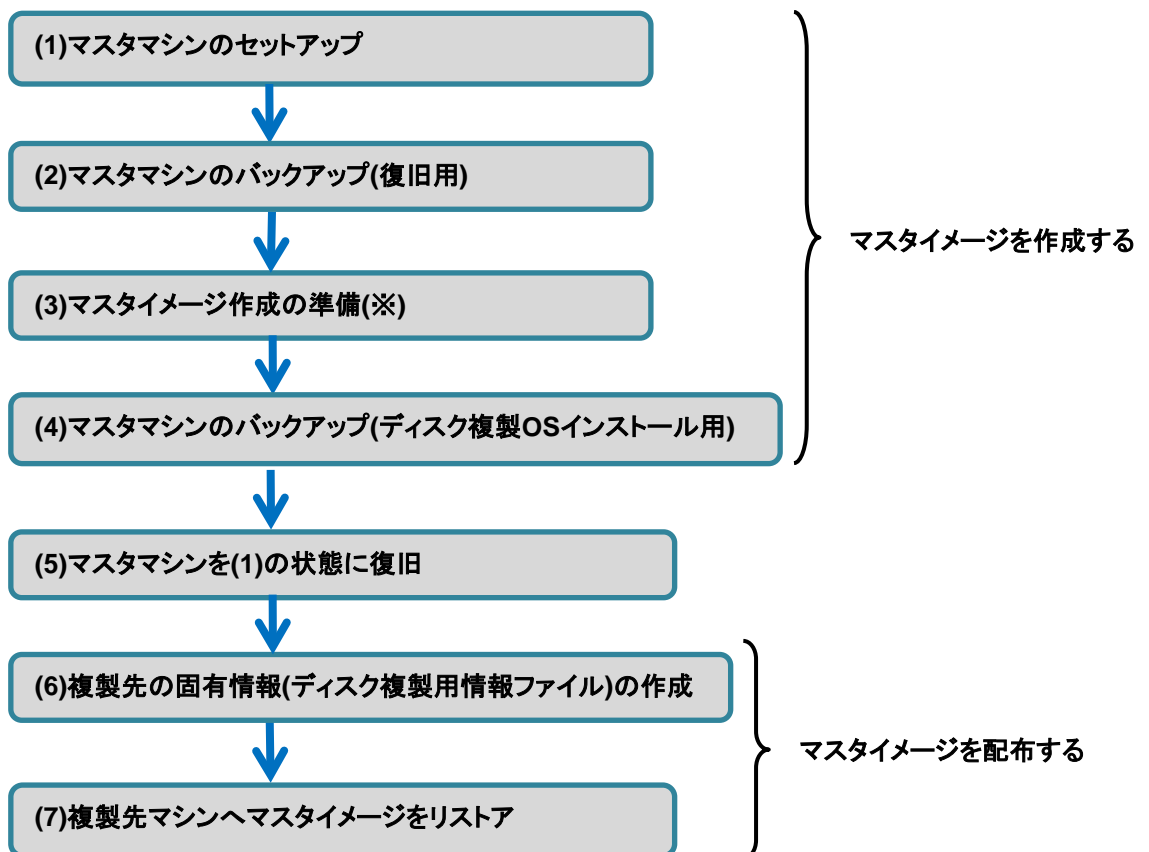 (1)マスタマシンのセットアップ
(2)マスタマシンのバックアップ(復旧用)
マスタイメージを作成する
(3)マスタイメージ作成の準備(※)
(4)マスタマシンのバックアップ(ディスク複製OSインストール用)
(5)マスタマシンを(1)の状態に復旧
(6)複製先の固有情報(ディスク複製用情報ファイル)の作成
マスタイメージを配布する
(7)複製先マシンへマスタイメージをリストア